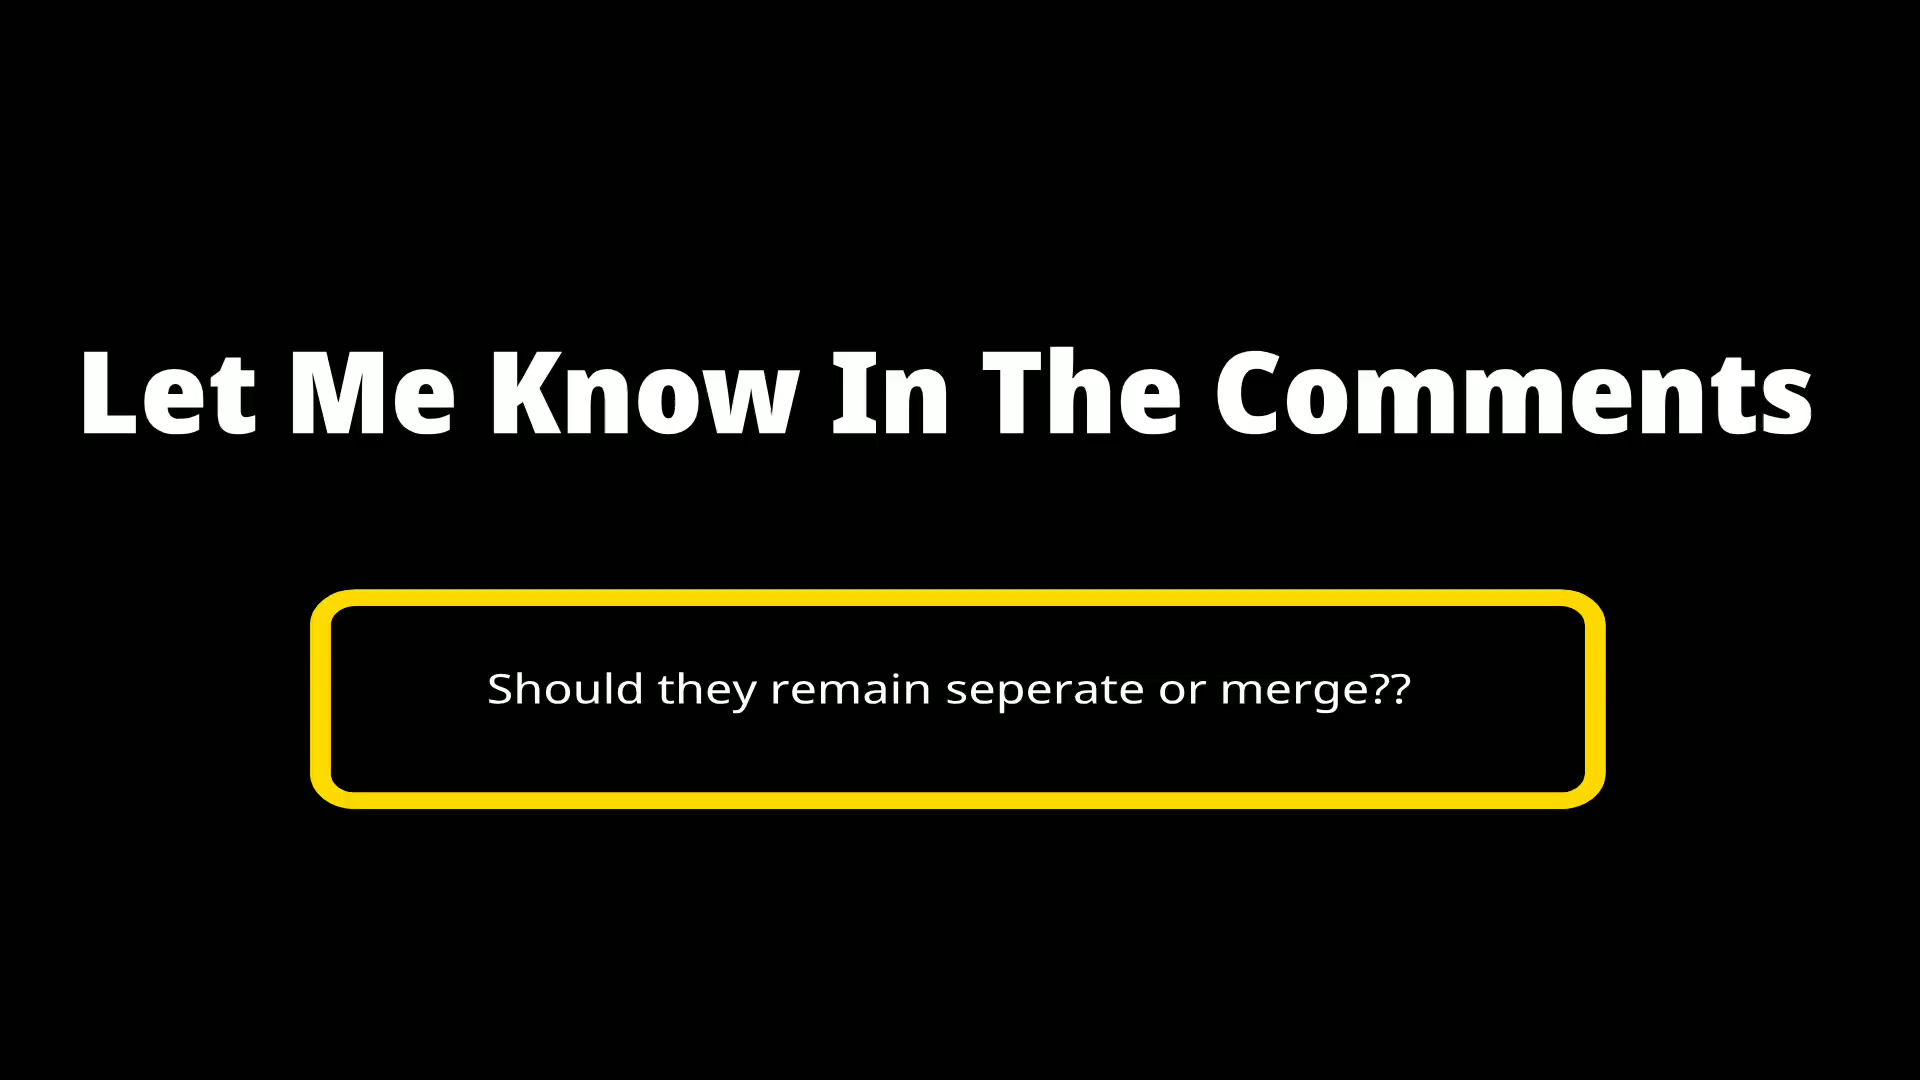 Let Me Know In The Comments
Should they remain seperate or merge??